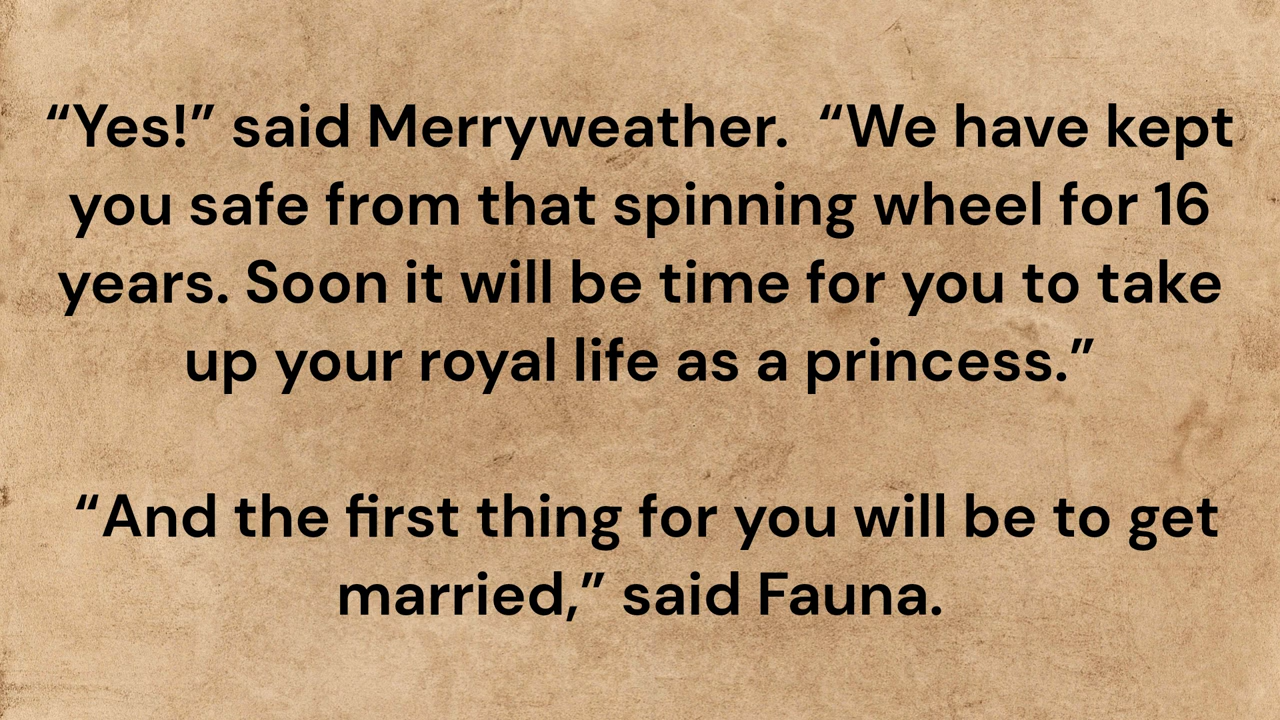 “Yes!” said Merryweather.  “We have kept
you safe from that spinning wheel for 16
years. Soon it will be time for you to take
up your royal life as a princess.”
“And the first thing for you will be to get
married,” said Fauna.